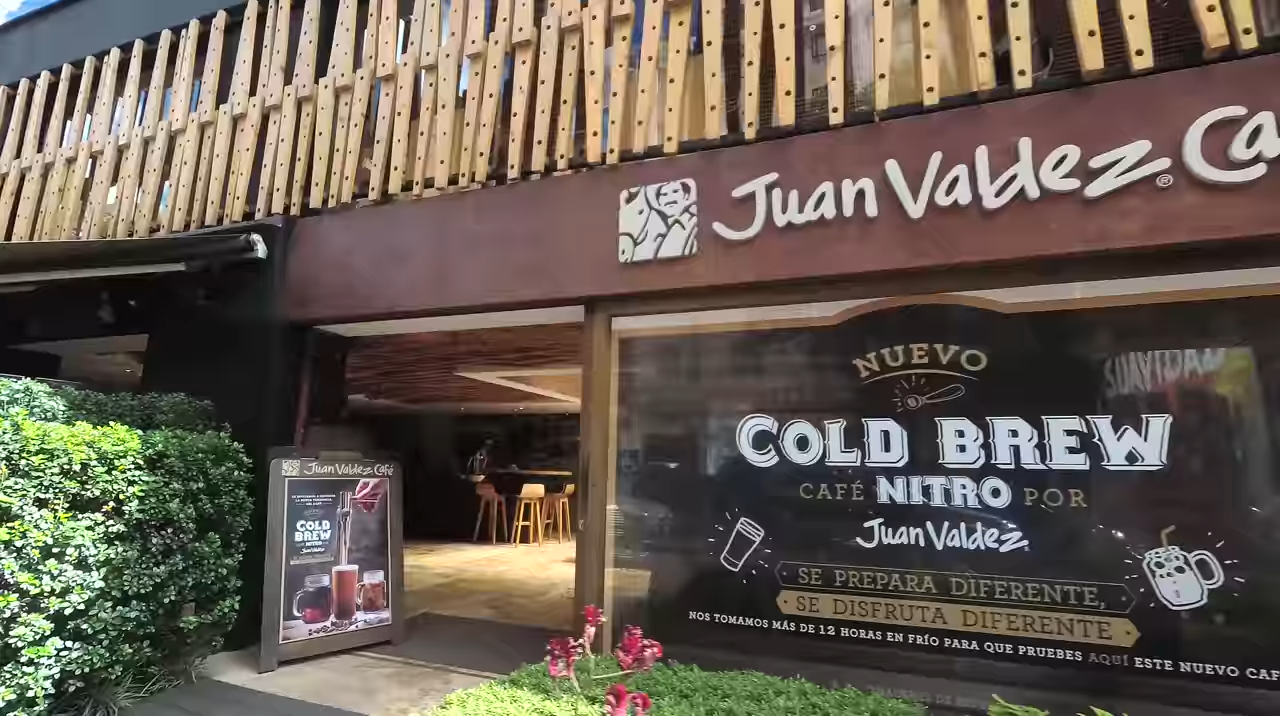 Juan Valdez ® Ca
NUEVO
COLD BREW
CAFÉ NITRO POR
Juan Valdez
SE PREPARA DIFERENTE,
SE DISFRUTA DIFERENTE
NOS TOMAMOS MÁS DE 12 HORAS EN FRÍO PARA QUE PRUEBES AQUÍ ESTE NUEVO CAF
SUAVIDAD
Juan Valdez Café
COLD
BREW
NITRO
Juan Valdez